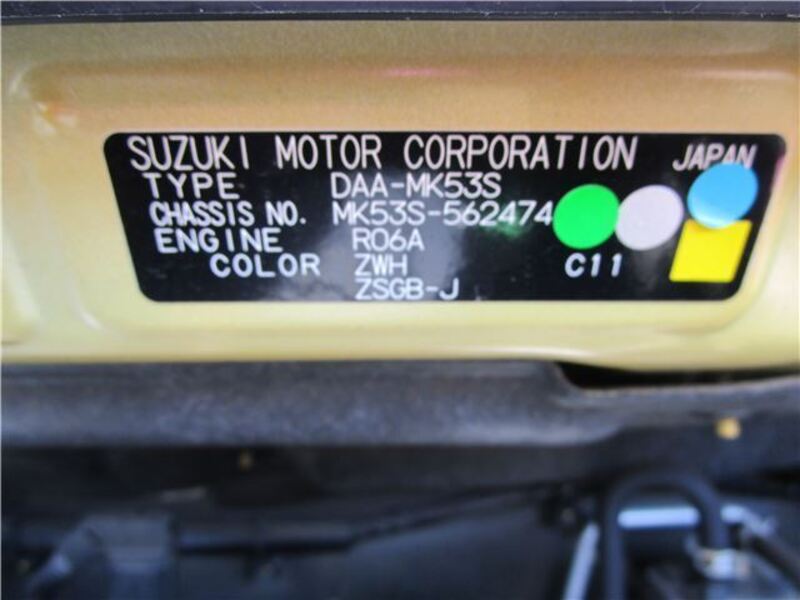 SUZUKI MOTOR CORPORATION JAPAN
TYPE DAA-MK53S
CHASSIS NO. MK53S-562474
ENGINE R06A
COLOR ZWH C11
ZSGB-J